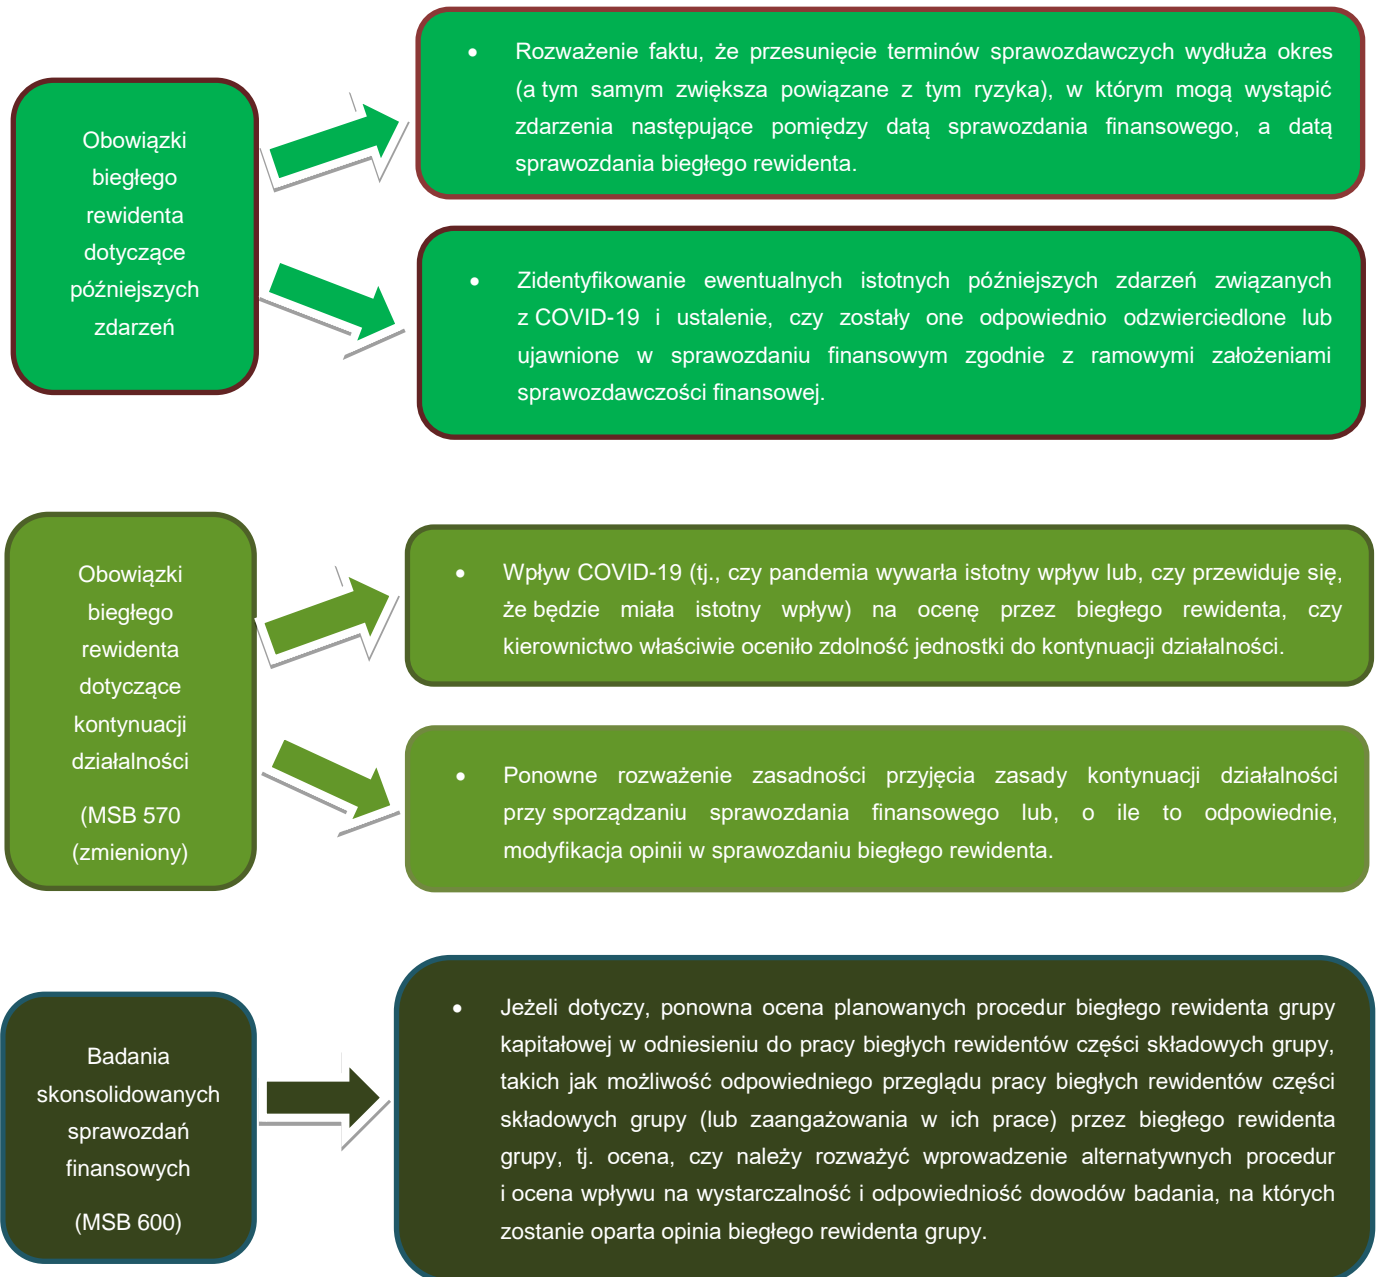 Obowiązki
biegłego
rewidenta
dotyczące
późniejszych
zdarzeń
• Rozważenie faktu, że przesunięcie terminów sprawozdawczych wydłuża okres
(a tym samym zwiększa powiązane z tym ryzyka), w którym mogą wystąpić
zdarzenia następujące pomiędzy datą sprawozdania finansowego, a datą
sprawozdania biegłego rewidenta.
• Zidentyfikowanie ewentualnych istotnych późniejszych zdarzeń związanych
z COVID-19 i ustalenie, czy zostały one odpowiednio odzwierciedlone lub
ujawnione w sprawozdaniu finansowym zgodnie z ramowymi założeniami
sprawozdawczości finansowej.
Obowiązki
biegłego
rewidenta
dotyczące
kontynuacji
działalności
(MSB 570
(zmieniony)
• Wpływ COVID-19 (tj., czy pandemia wywarła istotny wpływ lub, czy przewiduje się,
że będzie miała istotny wpływ) na ocenę przez biegłego rewidenta, czy
kierownictwo właściwie oceniło zdolność jednostki do kontynuacji działalności.
• Ponowne rozważenie zasadności przyjęcia zasady kontynuacji działalności
przy sporządzaniu sprawozdania finansowego lub, o ile to odpowiednie,
modyfikacja opinii w sprawozdaniu biegłego rewidenta.
Badania
skonsolidowanych
sprawozdań
finansowych
(MSB 600)
• Jeżeli dotyczy, ponowna ocena planowanych procedur biegłego rewidenta grupy
kapitałowej w odniesieniu do pracy biegłych rewidentów części składowych grupy,
takich jak możliwość odpowiedniego przeglądu pracy biegłych rewidentów części
składowych grupy (lub zaangażowania w ich prace) przez biegłego rewidenta
grupy, tj. ocena, czy należy rozważyć wprowadzenie alternatywnych procedur
i ocena wpływu na wystarczalność i odpowiedniość dowodów badania, na których
zostanie oparta opinia biegłego rewidenta grupy.